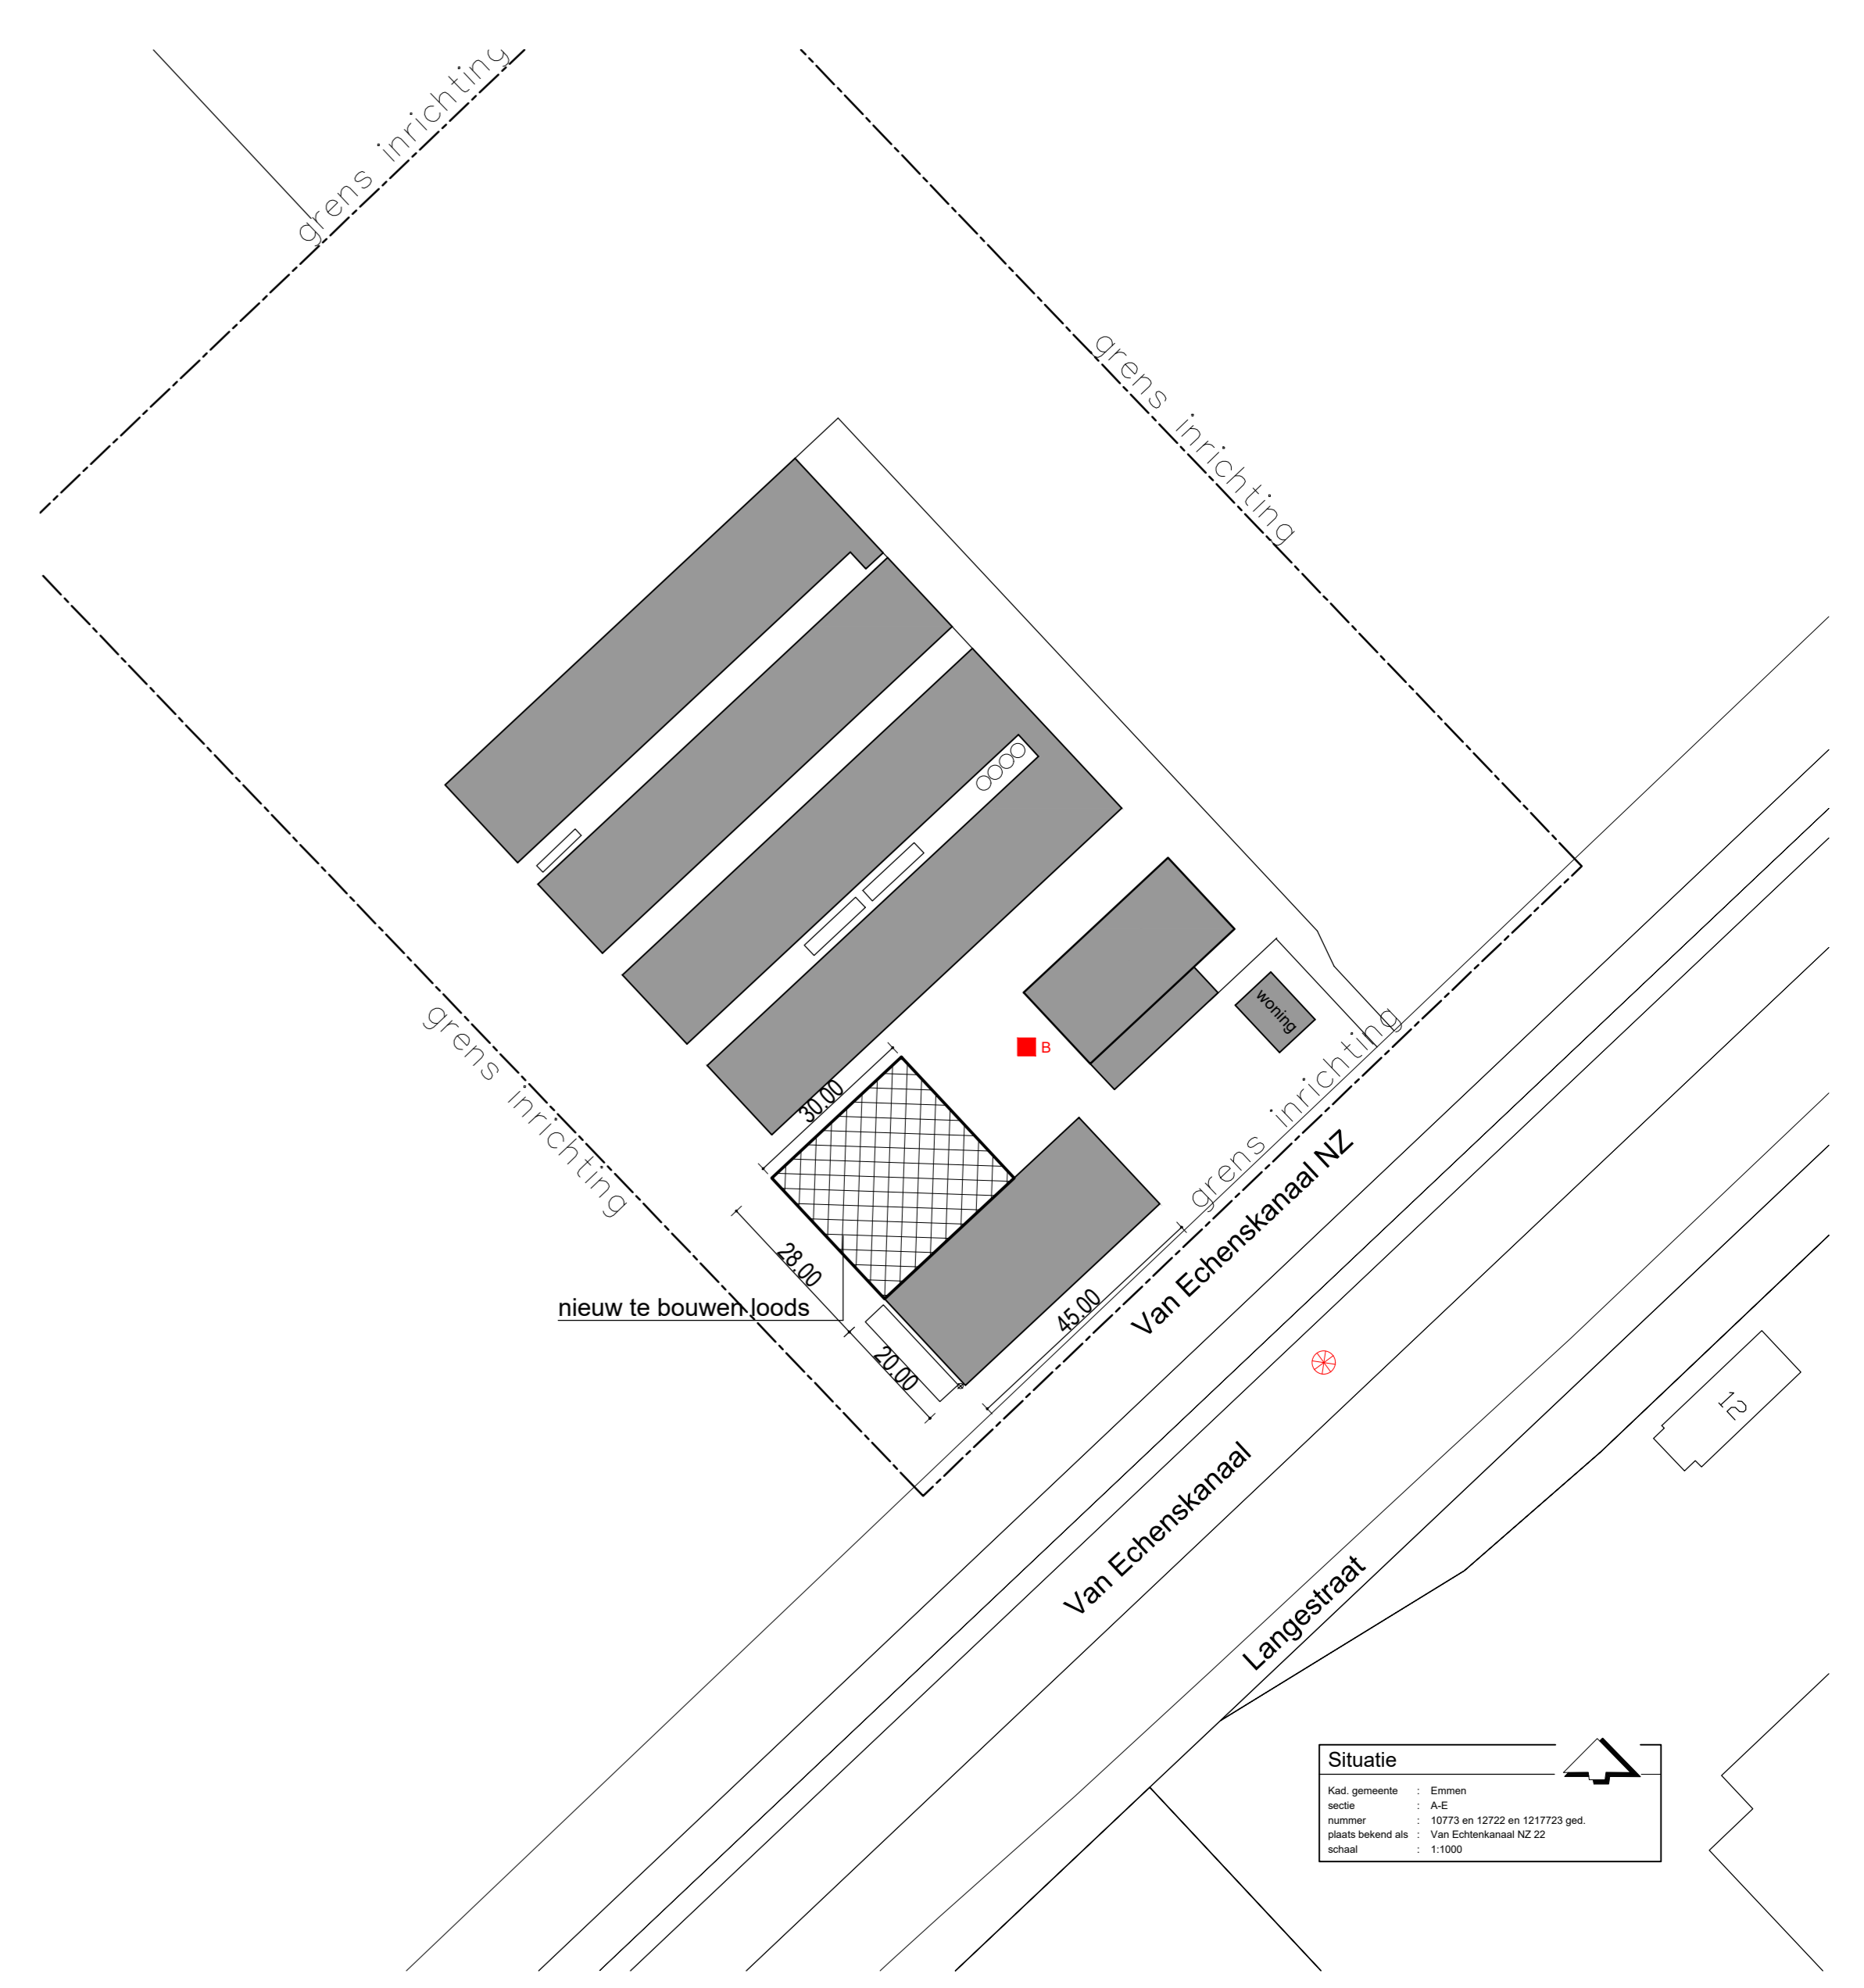 grens inrichting
grens inrichting
woning
B
grens inrichting
30.00
grens inrichting
Van Echenskanaal NZ
28.00
nieuw te bouwen loods
45.00
20.00
12
Van Echenskanaal
Langestraat
Situatie
Kad. gemeente : Emmen
sectie : A-E
nummer : 10773 en 12722 en 1217723 ged.
plaats bekend als : Van Echtenkanaal NZ 22
schaal : 1:1000